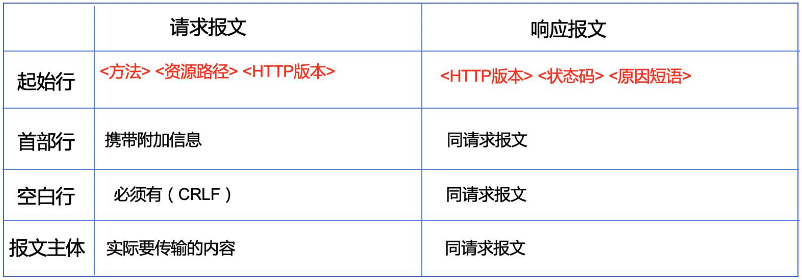 请求报文 响应报文
起始行 <方法> <资源路径> <HTTP版本> <HTTP版本> <状态码> <原因短语>
首部行 携带附加信息 同请求报文
空白行 必须有（CRLF） 同请求报文
报文主体 实际要传输的内容 同请求报文